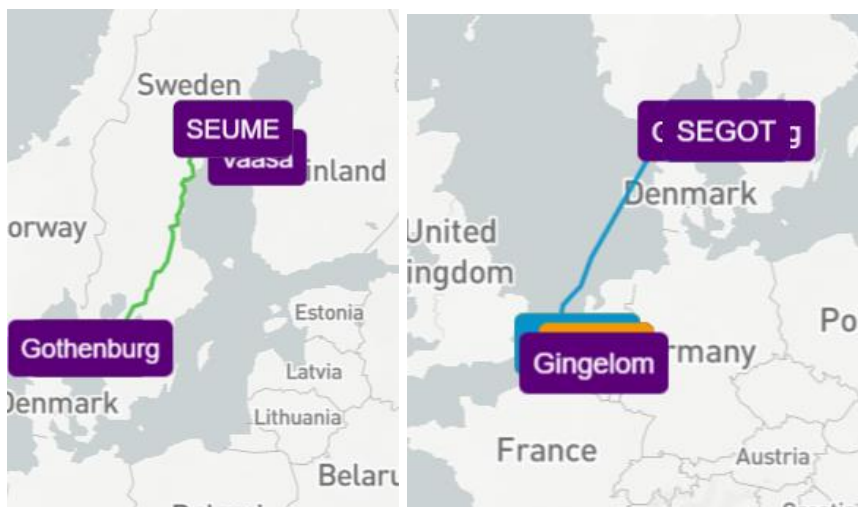 Sweden
SEUME
Vaasa
inland
orway
Estonia
Gothenburg
Latvia
Denmark
Lithuania
Belaru
SEGOT
Denmark
United
ingdom
Po
Gingelom
rmany
France
Austria